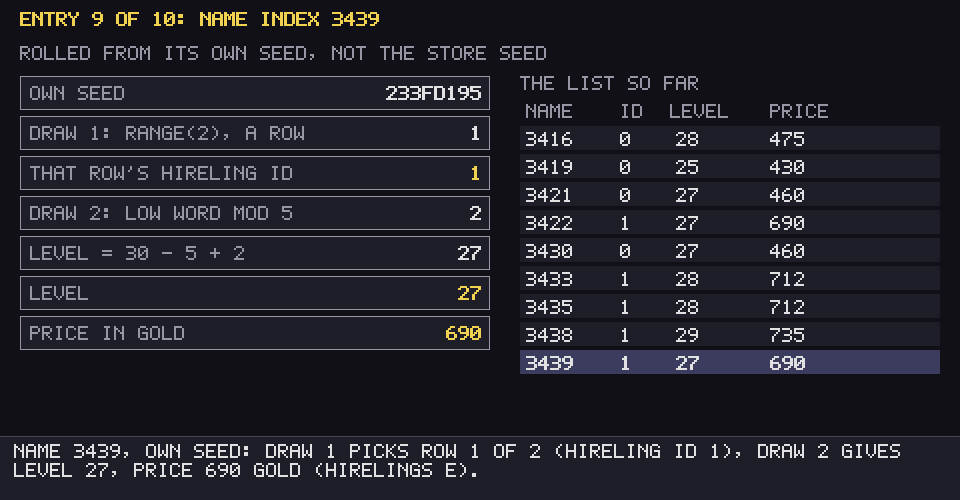 ENTRY 9 OF 10: NAME INDEX 3439
ROLLED FROM ITS OWN SEED, NOT THE STORE SEED
OWN SEED 233FD195
DRAW 1: RANGE(2), A ROW 1
THAT ROW'S HIRELING ID 1
DRAW 2: LOW WORD MOD 5 2
LEVEL = 30 - 5 + 2 27
LEVEL 27
PRICE IN GOLD 690
THE LIST SO FAR
NAME ID LEVEL PRICE
3416 0 28 475
3419 0 25 430
3421 0 27 460
3422 1 27 690
3430 0 27 460
3433 1 28 712
3435 1 28 712
3438 1 29 735
3439 1 27 690
NAME 3439, OWN SEED: DRAW 1 PICKS ROW 1 OF 2 (HIRELING ID 1), DRAW 2 GIVES
LEVEL 27, PRICE 690 GOLD (HIRELINGS E).